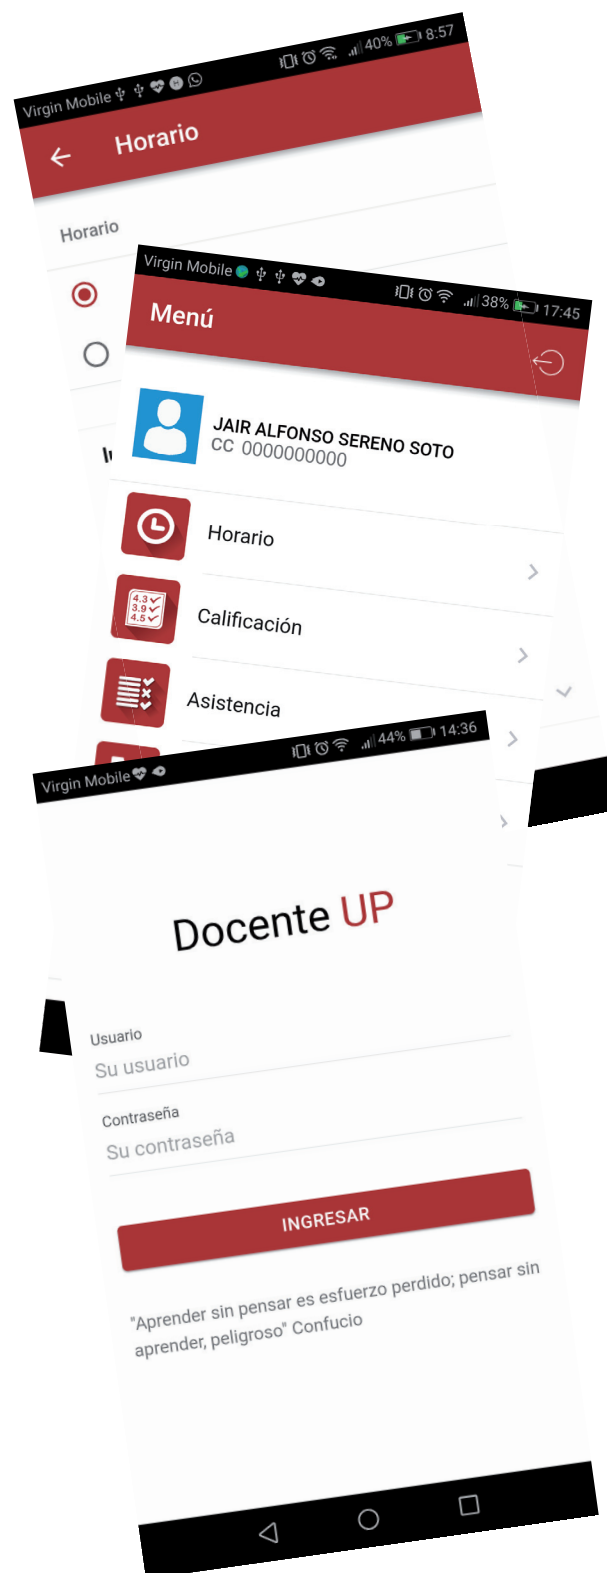 Virgin Mobile 40% 8:57
Horario
Horario
Virgin Mobile 38% 17:45
Menú
JAIR ALFONSO SERENO SOTO
CC 0000000000
Horario
4.3
3.9
4.5
Calificación
Asistencia
Virgin Mobile 44% 14:36
Docente UP
Usuario
Su usuario
Contraseña
Su contraseña
INGRESAR
"Aprender sin pensar es esfuerzo perdido; pensar sin
aprender, peligroso" Confucio